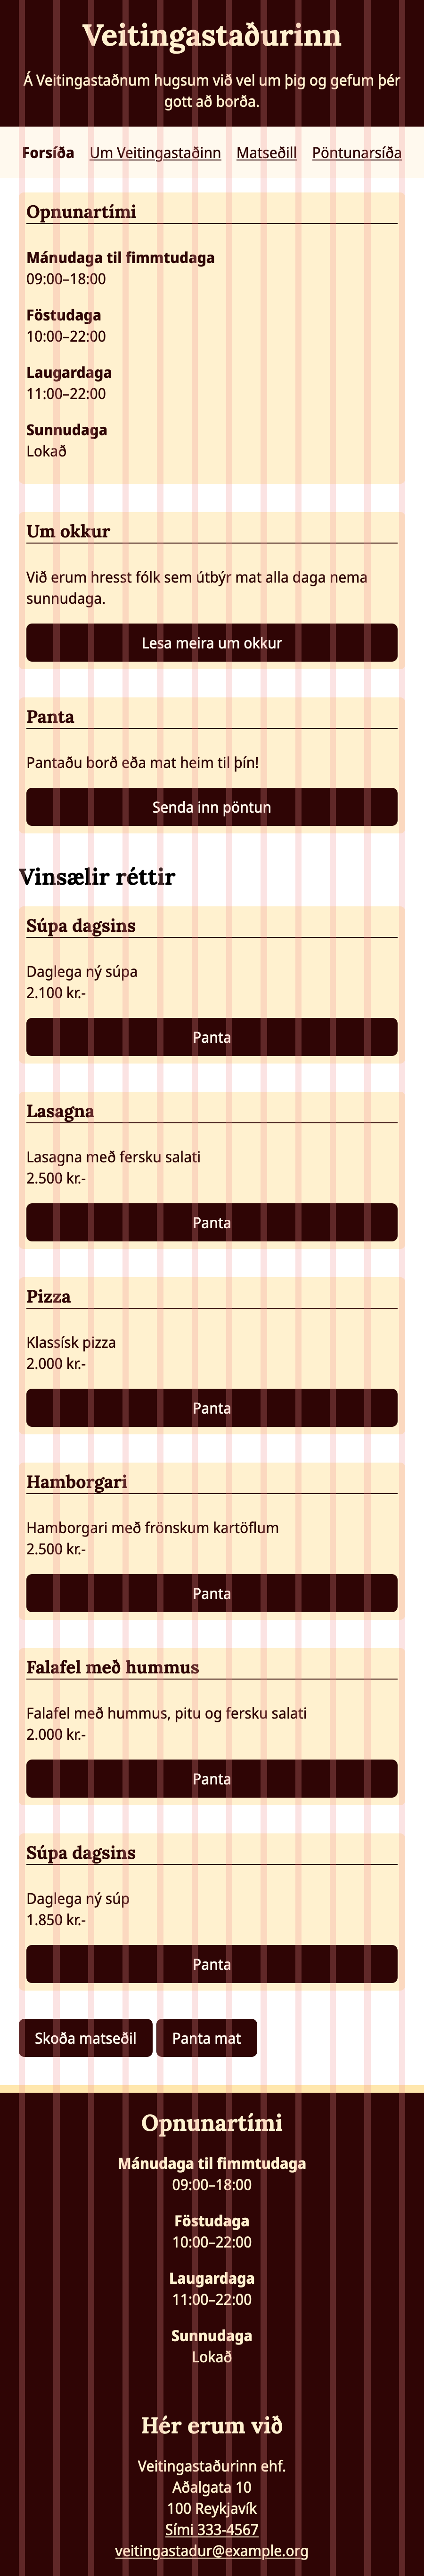 Veitingastaðurinn
Á Veitingastaðnum hugsum við vel um þig og gefum þér
gott að borða.
Forsíða Um Veitingastaðinn Matseðill Pöntunarsíða
Opnunartími
Mánudaga til fimmtudaga
09:00–18:00
Föstudaga
10:00–22:00
Laugardaga
11:00–22:00
Sunnudaga
Lokað
Um okkur
Við erum hresst fólk sem útbýr mat alla daga nema
sunnudaga.
Lesa meira um okkur
Panta
Pantaðu borð eða mat heim til þín!
Senda inn pöntun
Vinsælir réttir
Súpa dagsins
Daglega ný súpa
2.100 kr.-
Panta
Lasagna
Lasagna með fersku salati
2.500 kr.-
Panta
Pizza
Klassísk pizza
2.000 kr.-
Panta
Hamborgari
Hamborgari með frönskum kartöflum
2.500 kr.-
Panta
Falafel með hummus
Falafel með hummus, pitu og fersku salati
2.000 kr.-
Panta
Súpa dagsins
Daglega ný súp
1.850 kr.-
Panta
Skoða matseðil Panta mat
Opnunartími
Mánudaga til fimmtudaga
09:00–18:00
Föstudaga
10:00–22:00
Laugardaga
11:00–22:00
Sunnudaga
Lokað
Hér erum við
Veitingastaðurinn ehf.
Aðalgata 10
100 Reykjavík
Sími 333-4567
veitingastadur@example.org